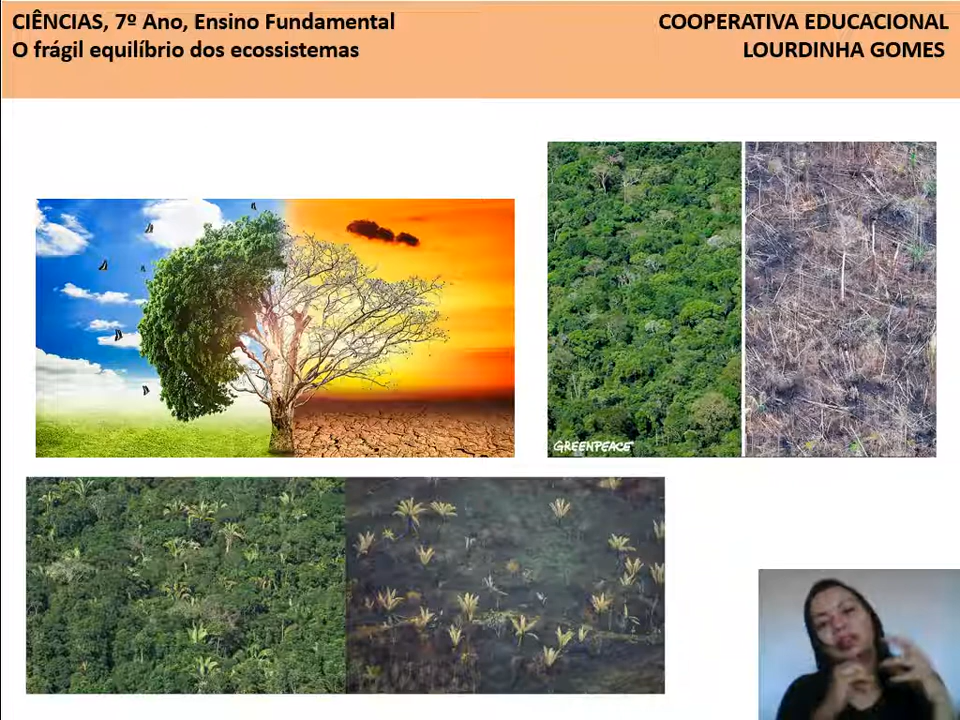 CIÊNCIAS, 7º Ano, Ensino Fundamental
O frágil equilíbrio dos ecossistemas
COOPERATIVA EDUCACIONAL
LOURDINHA GOMES
GREENPEACE